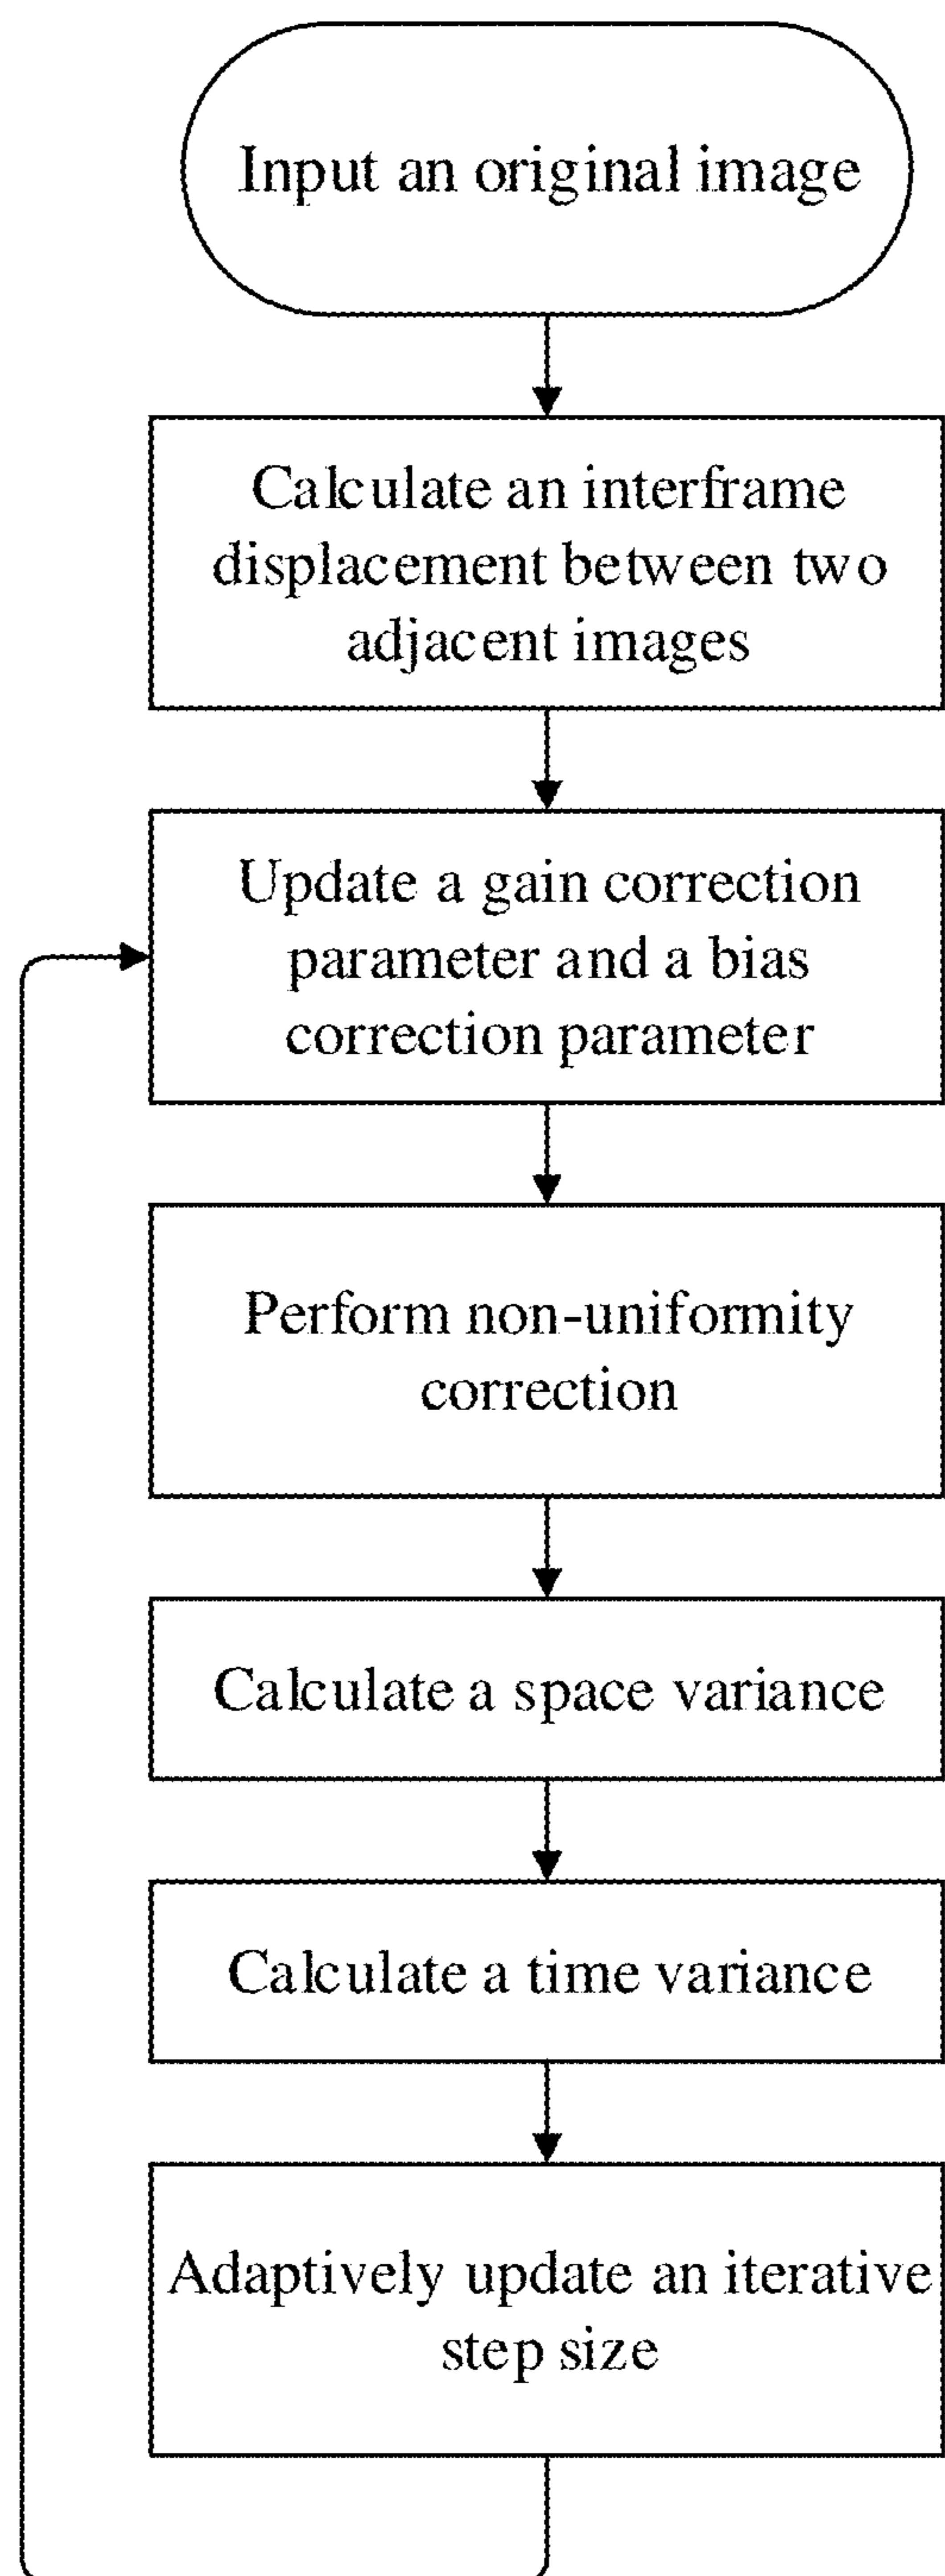 Input an original image
Calculate an interframe
displacement between two
adjacent images
Update a gain correction
parameter and a bias
correction parameter
Perform non-uniformity
correction
Calculate a space variance
Calculate a time variance
Adaptively update an iterative
step size